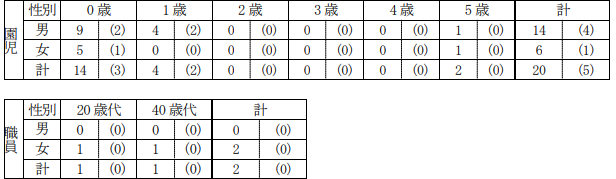 園児 性別 0歳 1歳 2歳 3歳 4歳 5歳 計
男 9 (2) 4 (2) 0 (0) 0 (0) 0 (0) 1 (0) 14 (4)
女 5 (1) 0 (0) 0 (0) 0 (0) 0 (0) 1 (0) 6 (1)
計 14 (3) 4 (2) 0 (0) 0 (0) 0 (0) 2 (0) 20 (5)
職員 性別 20歳代 40歳代 計
男 0 (0) 0 (0) 0 (0)
女 1 (0) 1 (0) 2 (0)
計 1 (0) 1 (0) 2 (0)